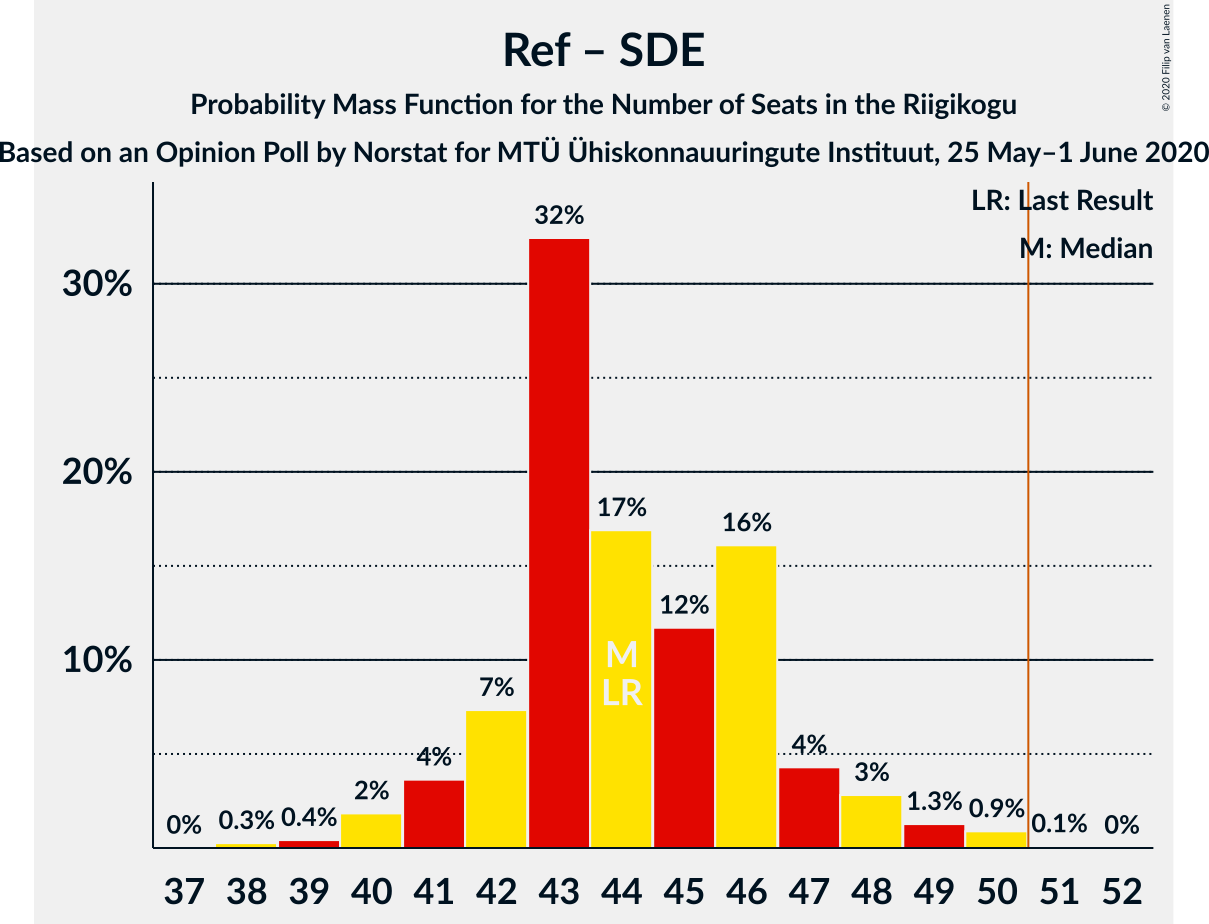 Ref – SDE
Probability Mass Function for the Number of Seats in the Riigikogu
Based on an Opinion Poll by Norstat for MTÜ Ühiskonnauuringute Instituut, 25 May–1 June 2020
© 2020 Filip van Laenen
LR: Last Result
M: Median
30%
20%
10%
0%
0.3%
0.4%
2%
4%
7%
32%
17%
12%
16%
4%
3%
1.3%
0.9%
0.1%
0%
M
LR
37 38 39 40 41 42 43 44 45 46 47 48 49 50 51 52